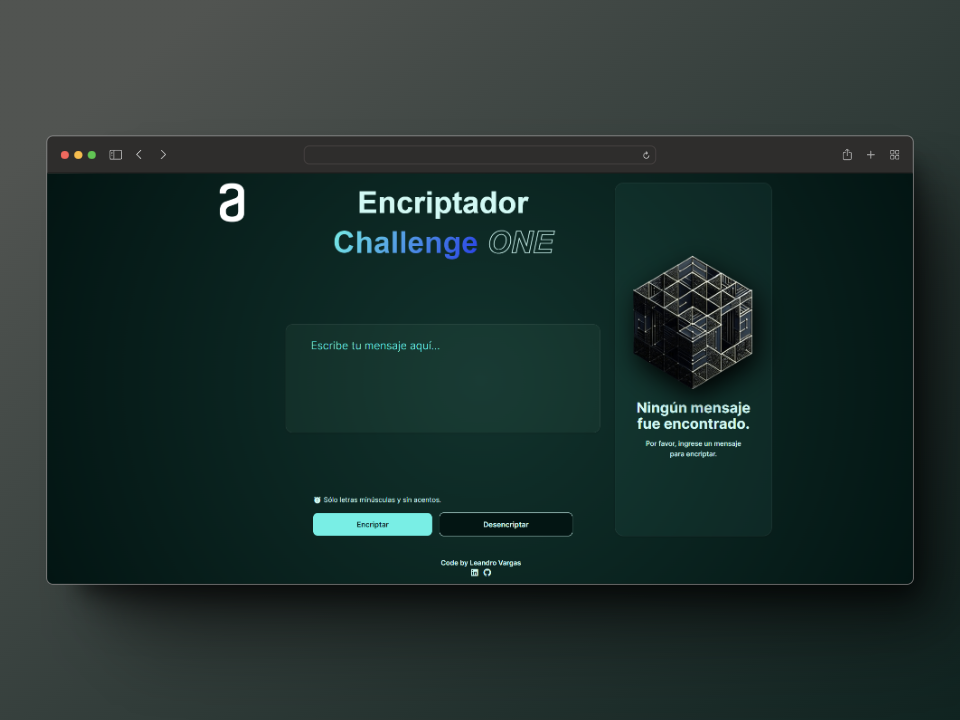 a
Encriptador
Challenge ONE
Escribe tu mensaje aquí...
Sólo letras minúsculas y sin acentos.
Encriptar
Desencriptar
Code by Leandro Vargas
Ningún mensaje
fue encontrado.
Por favor, ingrese un mensaje
para encriptar.